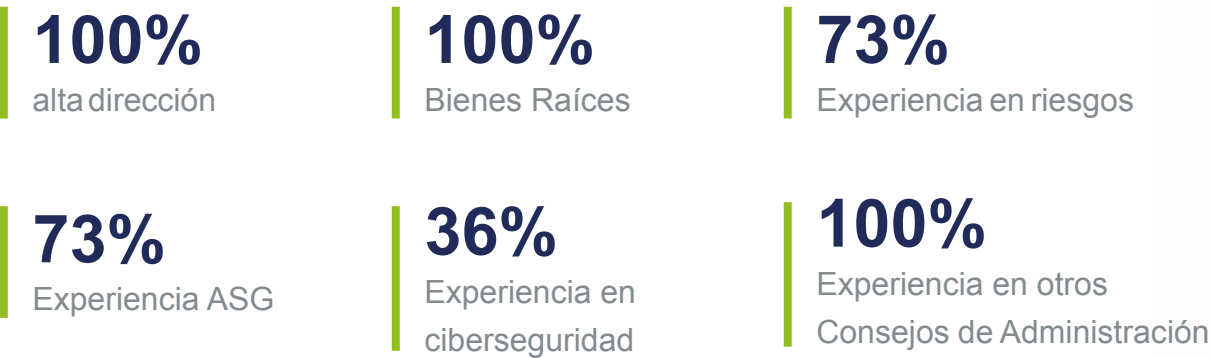 100%
alta dirección
100%
Bienes Raíces
73%
Experiencia en riesgos
73%
Experiencia ASG
36%
Experiencia en
ciberseguridad
100%
Experiencia en otros
Consejos de Administración